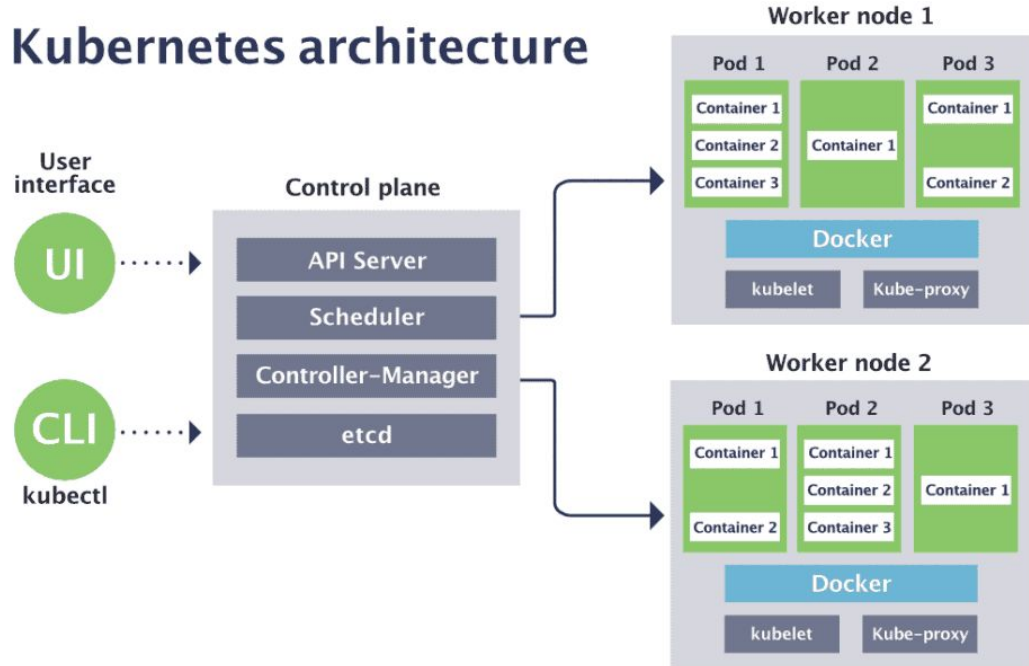 Kubernetes architecture
User
interface
UI
CLI
kubectl
Control plane
API Server
Scheduler
Controller-Manager
etcd
Worker node 1
Pod 1
Pod 2
Pod 3
Container 1
Container 2
Container 3
Container 1
Container 1
Container 2
Docker
kubelet
Kube-proxy
Worker node 2
Pod 1
Pod 2
Pod 3
Container 1
Container 2
Container 1
Container 2
Container 3
Container 1
Docker
kubelet
Kube-proxy